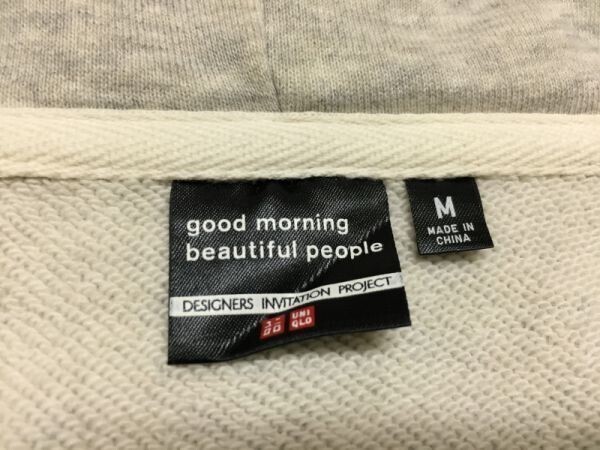 good morning
beautiful people
DESIGNERS INVITATION PROJECT
UNI
QLO
M
MADE IN
CHINA